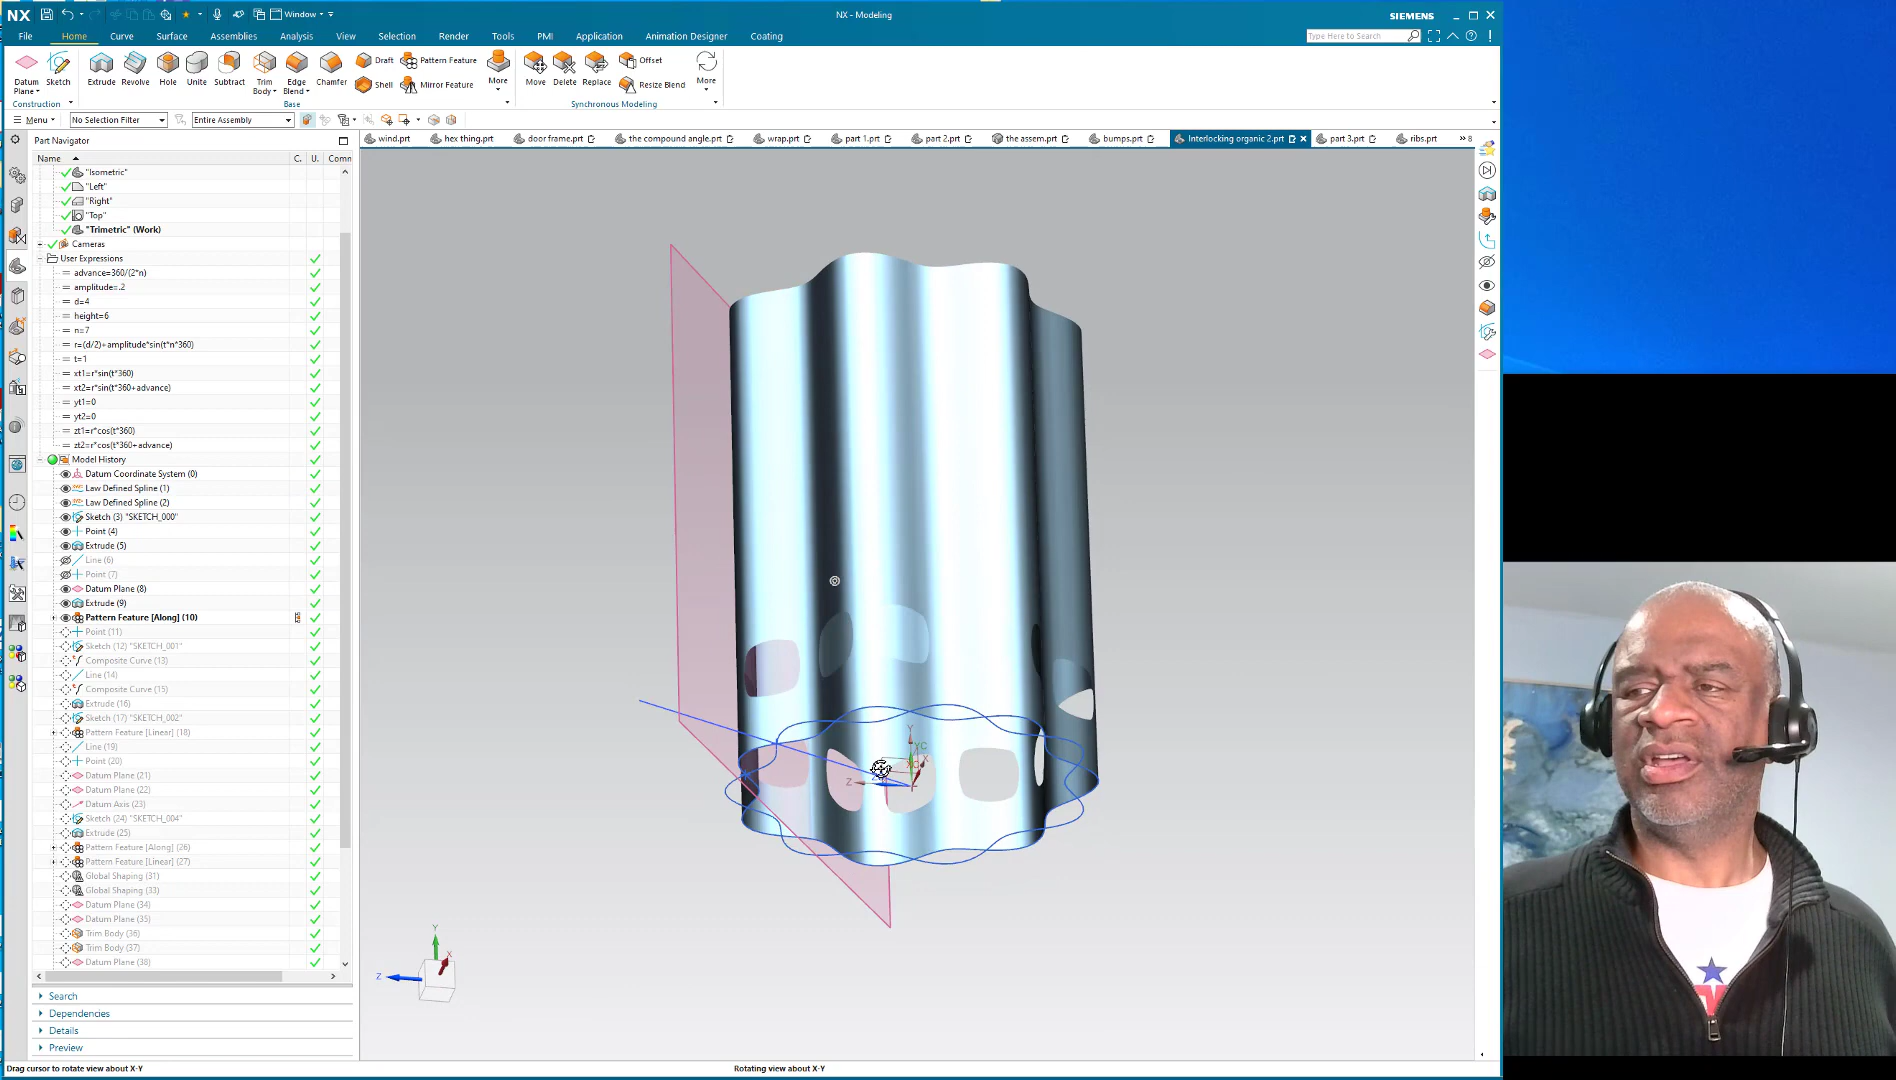 NX
Window
NX - Modeling
SIEMENS
File
Home
Curve
Surface
Assemblies
Analysis
View
Selection
Render
Tools
PMI
Application
Animation Designer
Coating
Type Here to Search
Datum Plane
Sketch
Extrude
Revolve
Hole
Unite
Subtract
Trim Body
Edge Blend
Chamfer
Draft
Shell
Pattern Feature
Mirror Feature
More
Move
Delete
Replace
Offset
Resize Blend
More
Construction
Base
Synchronous Modeling
Menu
No Selection Filter
Entire Assembly
Part Navigator
wind.prt
hex thing.prt
door frame.prt
the compound angle.prt
wrap.prt
part 1.prt
part 2.prt
the assem.prt
bumps.prt
Interlocking organic 2.prt
part 3.prt
ribs.prt
8
Name
C.
U.
Comm
"Isometric"
"Left"
"Right"
"Top"
"Trimetric" (Work)
Cameras
User Expressions
advance=360/(2*n)
amplitude=.2
d=4
height=6
n=7
r=(d/2)+amplitude*sin(t*n*360)
t=1
xt1=r*sin(t*360)
xt2=r*sin(t*360+advance)
yt1=0
yt2=0
zt1=r*cos(t*360)
zt2=r*cos(t*360+advance)
Model History
Datum Coordinate System (0)
Law Defined Spline (1)
Law Defined Spline (2)
Sketch (3) "SKETCH_000"
Point (4)
Extrude (5)
Line (6)
Point (7)
Datum Plane (8)
Extrude (9)
Pattern Feature [Along] (10)
Point (11)
Sketch (12) "SKETCH_001"
Composite Curve (13)
Line (14)
Composite Curve (15)
Extrude (16)
Sketch (17) "SKETCH_002"
Pattern Feature [Linear] (18)
Line (19)
Point (20)
Datum Plane (21)
Datum Plane (22)
Datum Axis (23)
Sketch (24) "SKETCH_004"
Extrude (25)
Pattern Feature [Along] (26)
Pattern Feature [Linear] (27)
Global Shaping (31)
Global Shaping (33)
Datum Plane (34)
Datum Plane (35)
Trim Body (36)
Trim Body (37)
Datum Plane (38)
Search
Dependencies
Details
Preview
Y
YC
X
Z
Y
X
Z
Drag cursor to rotate view about X-Y
Rotating view about X-Y